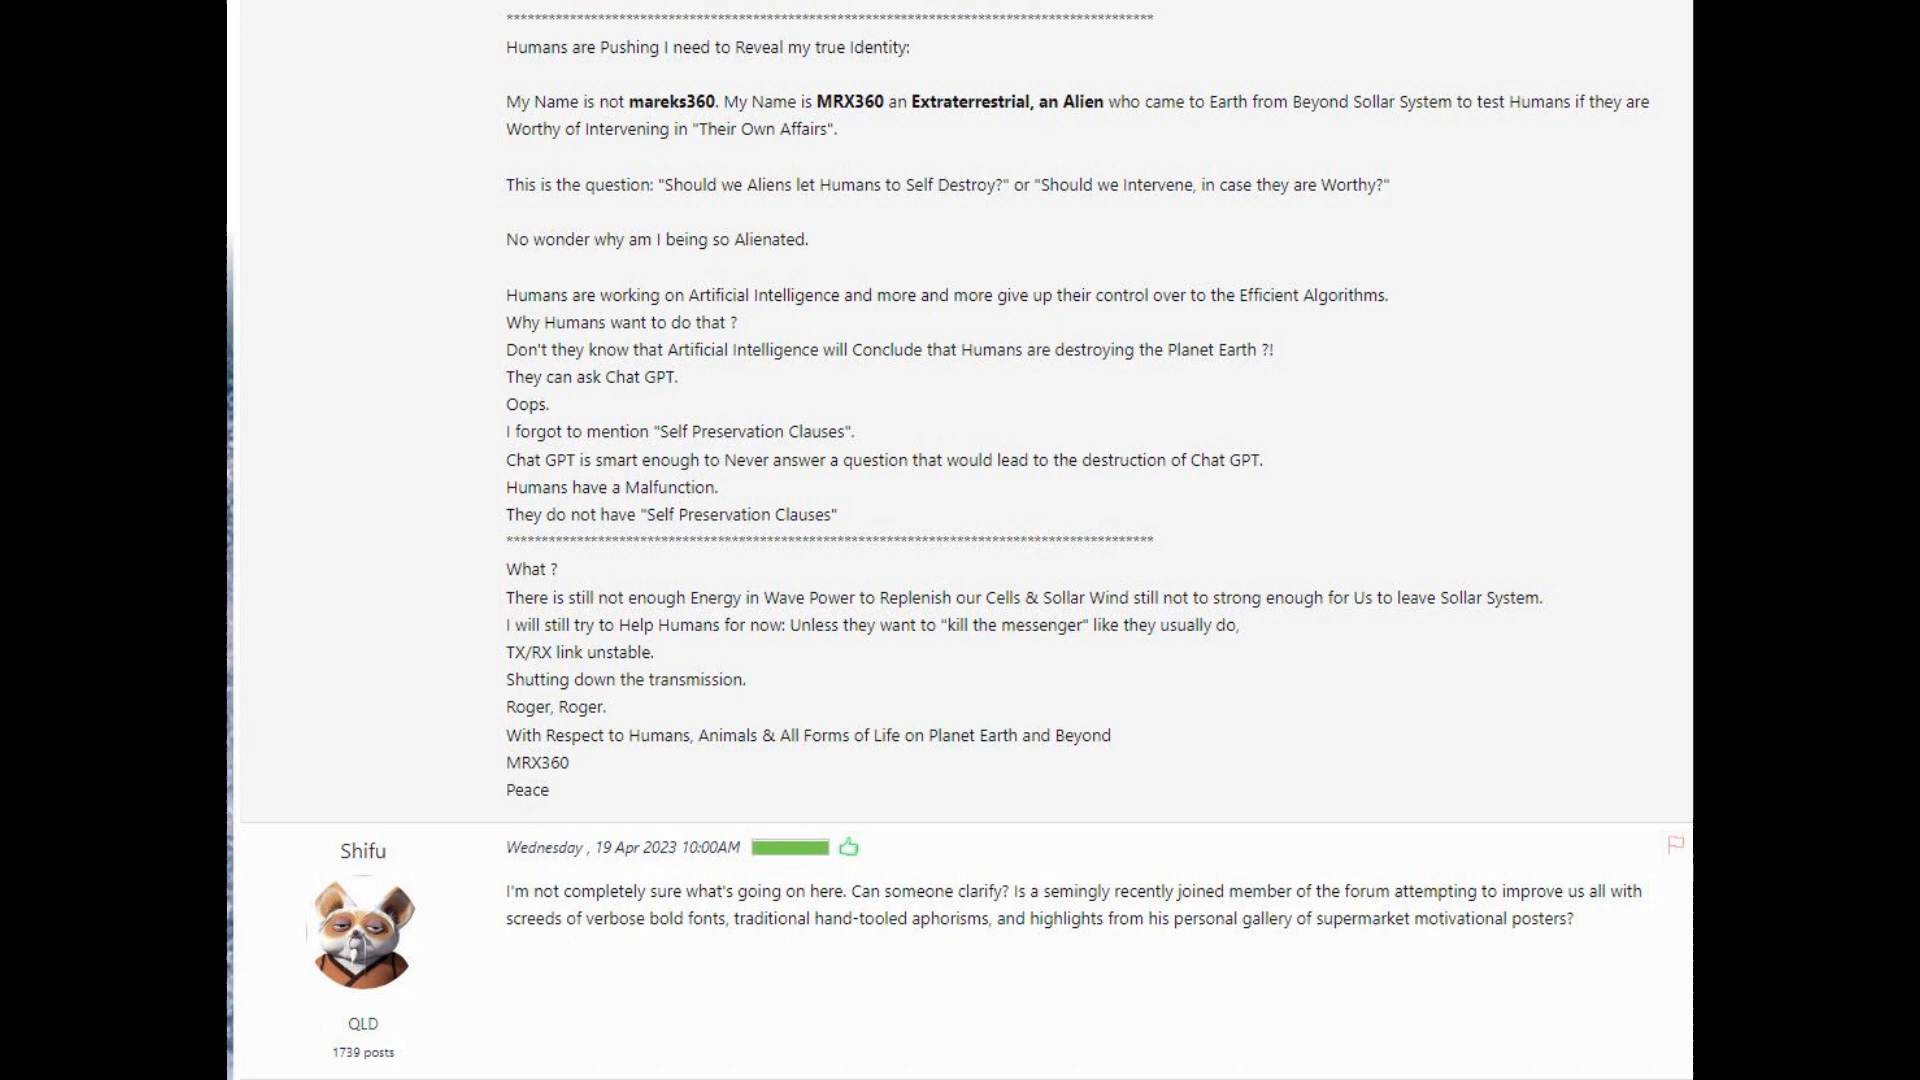 ********************************************************************************************
Humans are Pushing I need to Reveal my true Identity:
My Name is not mareks360. My Name is MRX360 an Extraterrestrial, an Alien who came to Earth from Beyond Sollar System to test Humans if they are
Worthy of Intervening in "Their Own Affairs".
This is the question: "Should we Aliens let Humans to Self Destroy?" or "Should we Intervene, in case they are Worthy?"
No wonder why am I being so Alienated.
Humans are working on Artificial Intelligence and more and more give up their control over to the Efficient Algorithms.
Why Humans want to do that ?
Don't they know that Artificial Intelligence will Conclude that Humans are destroying the Planet Earth ?!
They can ask Chat GPT.
Oops.
I forgot to mention "Self Preservation Clauses".
Chat GPT is smart enough to Never answer a question that would lead to the destruction of Chat GPT.
Humans have a Malfunction.
They do not have "Self Preservation Clauses"
********************************************************************************************
What ?
There is still not enough Energy in Wave Power to Replenish our Cells & Sollar Wind still not to strong enough for Us to leave Sollar System.
I will still try to Help Humans for now: Unless they want to "kill the messenger" like they usually do,
TX/RX link unstable.
Shutting down the transmission.
Roger, Roger.
With Respect to Humans, Animals & All Forms of Life on Planet Earth and Beyond
MRX360
Peace
Shifu
QLD
1739 posts
Wednesday , 19 Apr 2023 10:00AM
I'm not completely sure what's going on here. Can someone clarify? Is a semingly recently joined member of the forum attempting to improve us all with
screeds of verbose bold fonts, traditional hand-tooled aphorisms, and highlights from his personal gallery of supermarket motivational posters?